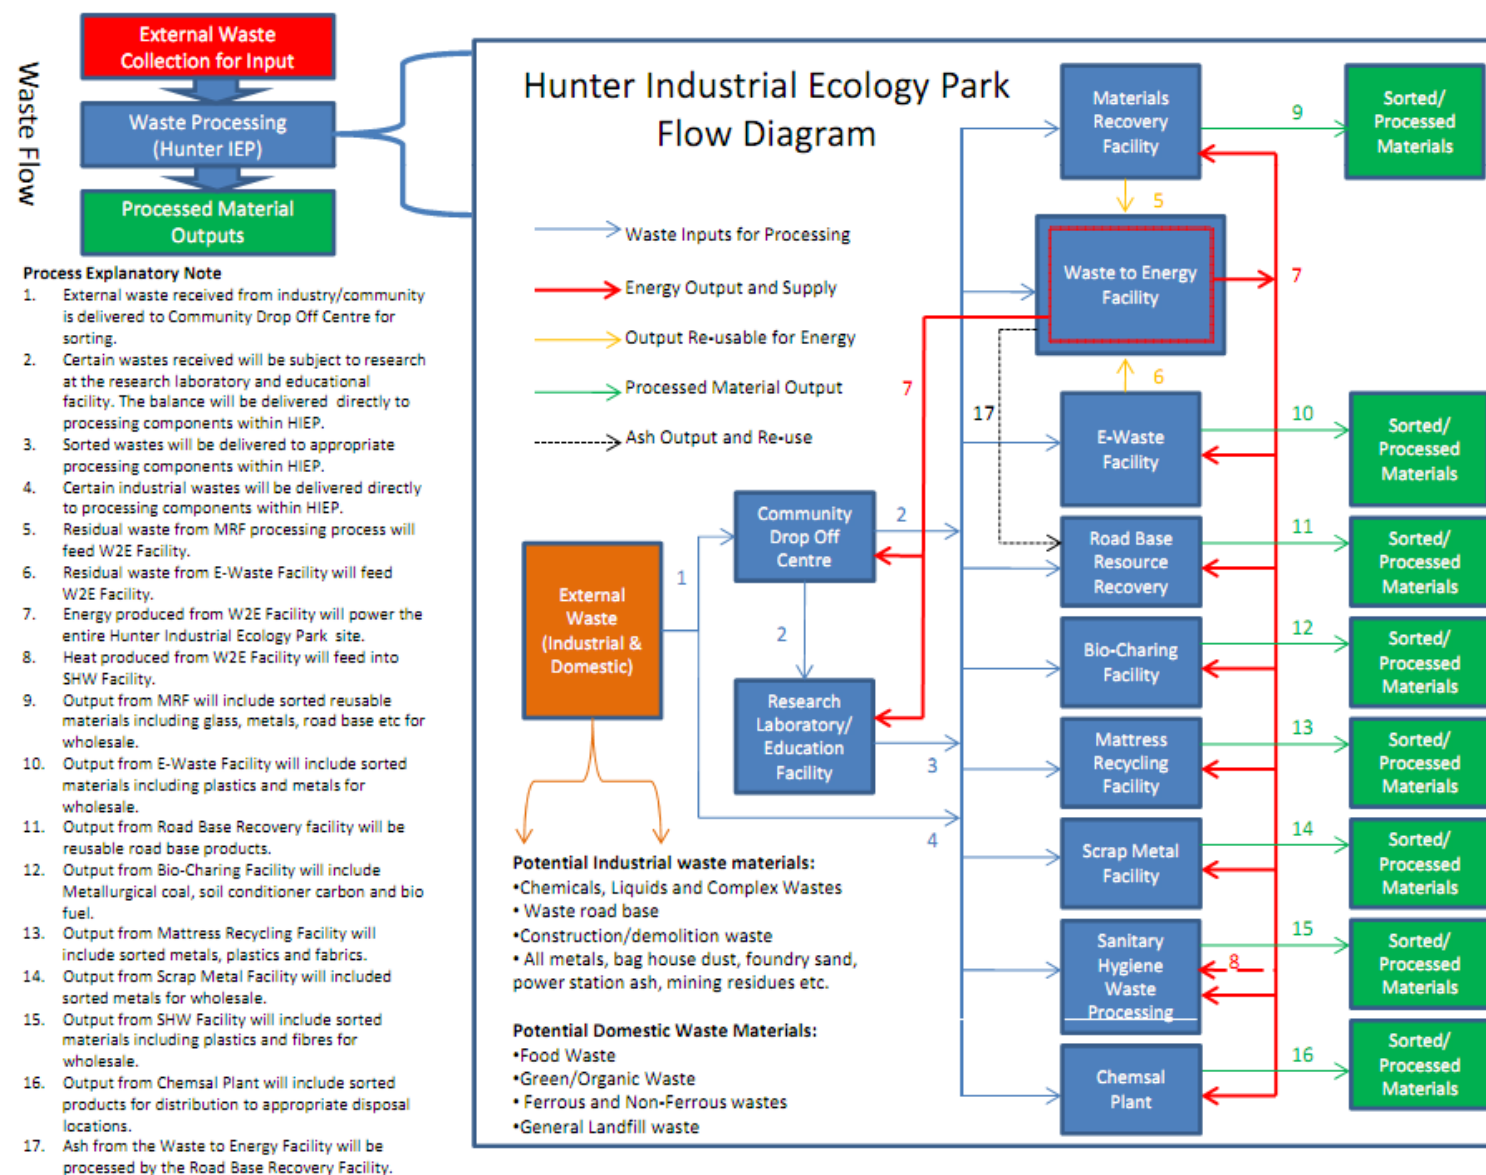 Waste Flow
External Waste
Collection for Input
Waste Processing
(Hunter IEP)
Processed Material
Outputs
Process Explanatory Note
1. External waste received from industry/community
is delivered to Community Drop Off Centre for
sorting.
2. Certain wastes received will be subject to research
at the research laboratory and educational
facility. The balance will be delivered directly to
processing components within HIEP.
3. Sorted wastes will be delivered to appropriate
processing components within HIEP.
4. Certain industrial wastes will be delivered directly
to processing components within HIEP.
5. Residual waste from MRF processing process will
feed W2E Facility.
6. Residual waste from E-Waste Facility will feed
W2E Facility.
7. Energy produced from W2E Facility will power the
entire Hunter Industrial Ecology Park site.
8. Heat produced from W2E Facility will feed into
SHW Facility.
9. Output from MRF will include sorted reusable
materials including glass, metals, road base etc for
wholesale.
10. Output from E-Waste Facility will include sorted
materials including plastics and metals for
wholesale.
11. Output from Road Base Recovery facility will be
reusable road base products.
12. Output from Bio-Charing Facility will include
Metallurgical coal, soil conditioner carbon and bio
fuel.
13. Output from Mattress Recycling Facility will
include sorted metals, plastics and fabrics.
14. Output from Scrap Metal Facility will included
sorted metals for wholesale.
15. Output from SHW Facility will include sorted
materials including plastics and fibres for
wholesale.
16. Output from Chemsal Plant will include sorted
products for distribution to appropriate disposal
locations.
17. Ash from the Waste to Energy Facility will be
processed by the Road Base Recovery Facility.
Hunter Industrial Ecology Park
Flow Diagram
Waste Inputs for Processing
Energy Output and Supply
Output Re-usable for Energy
Processed Material Output
Ash Output and Re-use
External
Waste
(Industrial &
Domestic)
1
Community
Drop Off
Centre
2
2
Research
Laboratory/
Education
Facility
3
4
7
17
Potential Industrial waste materials:
•Chemicals, Liquids and Complex Wastes
• Waste road base
•Construction/demolition waste
• All metals, bag house dust, foundry sand,
power station ash, mining residues etc.
Potential Domestic Waste Materials:
•Food Waste
•Green/Organic Waste
• Ferrous and Non-Ferrous wastes
•General Landfill waste
Materials
Recovery
Facility
9
Sorted/
Processed
Materials
5
Waste to Energy
Facility
7
6
E-Waste
Facility
10
Sorted/
Processed
Materials
Road Base
Resource
Recovery
11
Sorted/
Processed
Materials
Bio-Charing
Facility
12
Sorted/
Processed
Materials
Mattress
Recycling
Facility
13
Sorted/
Processed
Materials
Scrap Metal
Facility
14
Sorted/
Processed
Materials
Sanitary
Hygiene
Waste
Processing
8
15
Sorted/
Processed
Materials
Chemsal
Plant
16
Sorted/
Processed
Materials